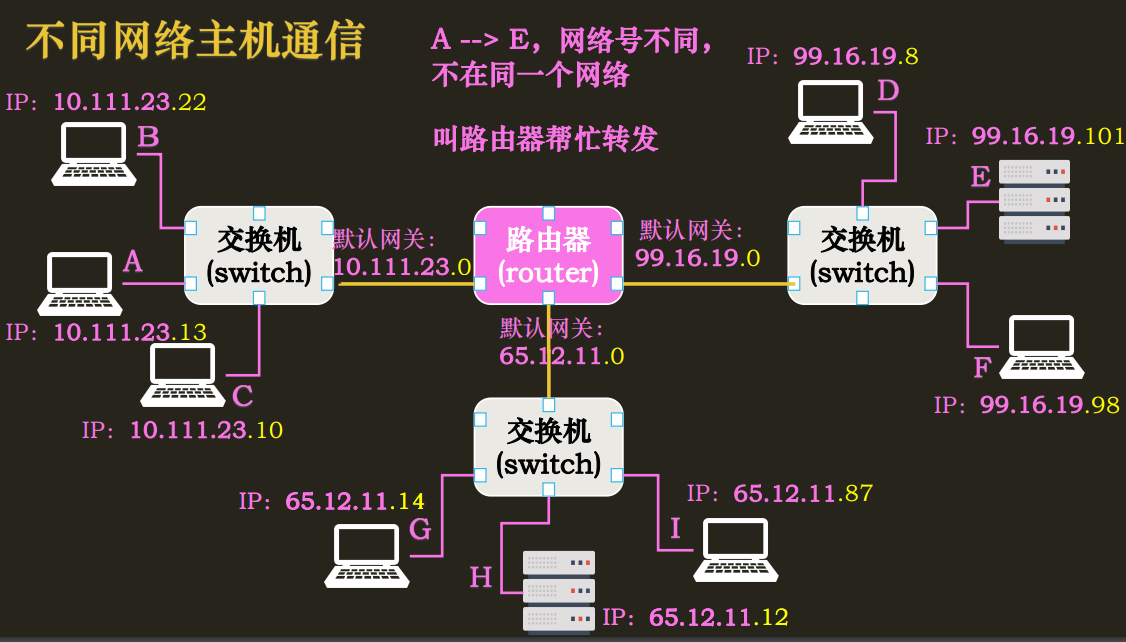 不同网络主机通信
A --> E，网络号不同，
不在同一个网络
叫路由器帮忙转发
IP: 99.16.19.8
D
IP: 10.111.23.22
B
IP: 99.16.19.101
E
交换机
(switch)
默认网关:
10.111.23.0
路由器
(router)
默认网关:
99.16.19.0
交换机
(switch)
A
IP: 10.111.23.13
默认网关:
65.12.11.0
C
IP: 10.111.23.10
F
IP: 99.16.19.98
交换机
(switch)
IP: 65.12.11.14
G
IP: 65.12.11.87
I
H
IP: 65.12.11.12